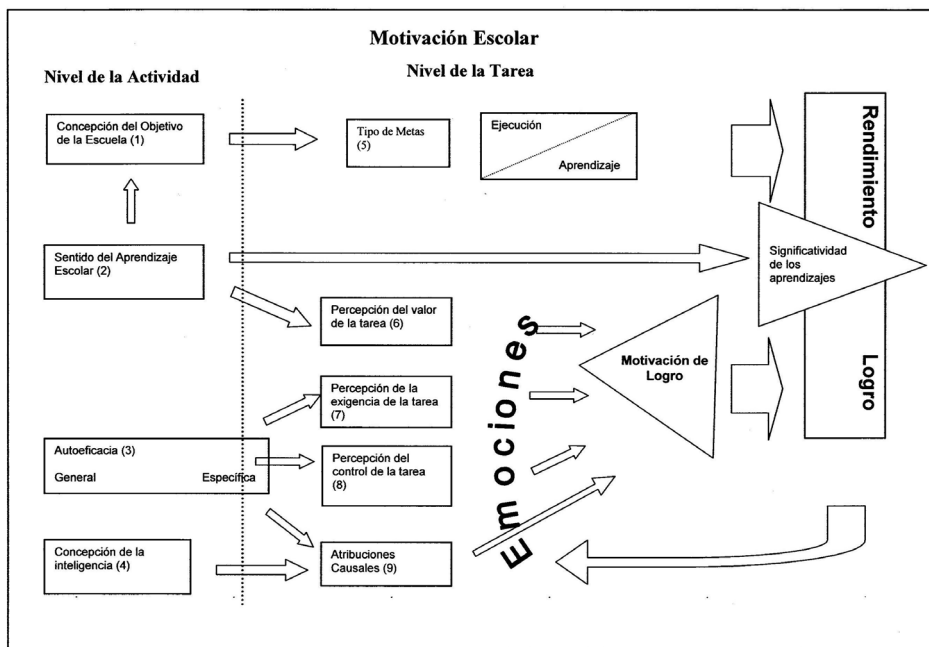 Motivación Escolar
Nivel de la Actividad
Nivel de la Tarea
Concepción del Objetivo
de la Escuela (1)
Tipo de Metas
(5)
Ejecución
Aprendizaje
Rendimiento
Sentido del Aprendizaje
Escolar (2)
Significatividad
de los
aprendizajes
Percepción del valor
de la tarea (6)
Emociones
Motivación de
Logro
Logro
Percepción de la
exigencia de la tarea
(7)
Autoeficacia (3)
General Específica
Percepción del
control de la tarea
(8)
Concepción de la
inteligencia (4)
Atribuciones
Causales (9)